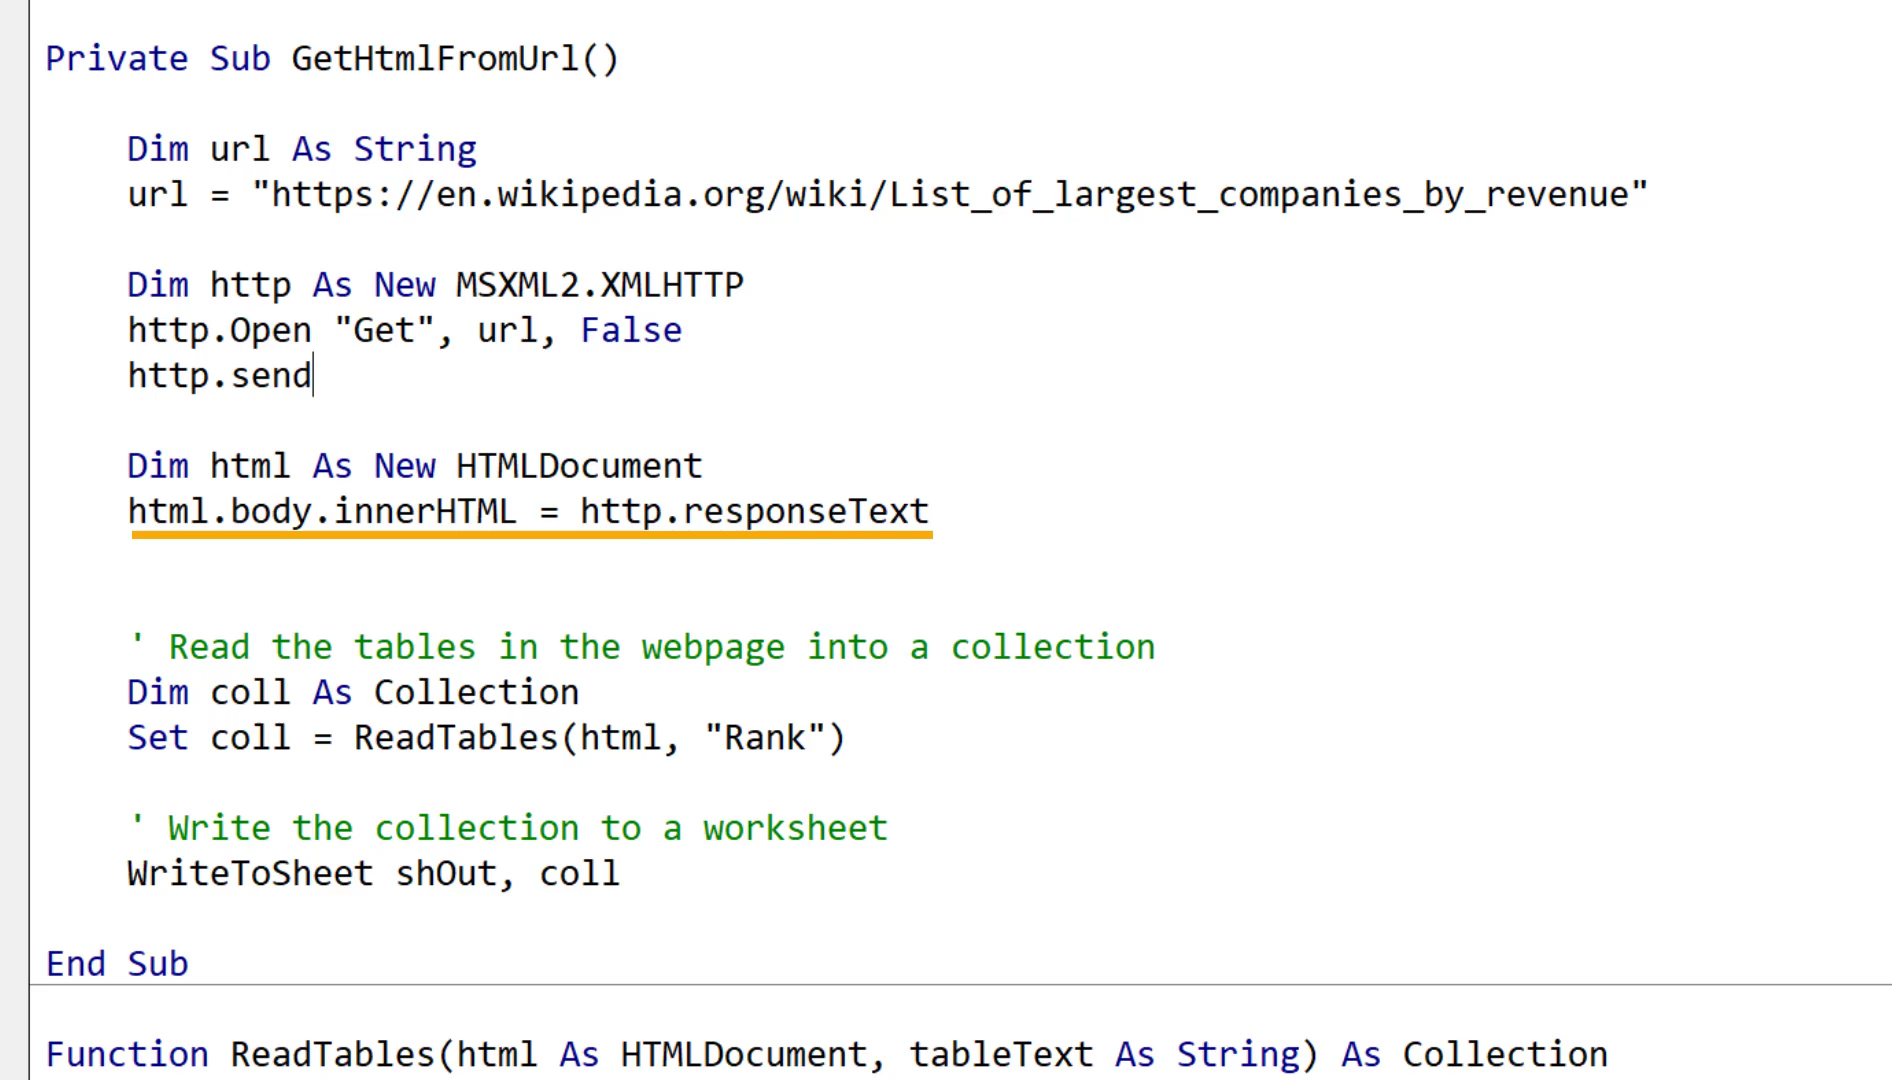 Private Sub GetHtmlFromUrl()
Dim url As String
url = "https://en.wikipedia.org/wiki/List_of_largest_companies_by_revenue"
Dim http As New MSXML2.XMLHTTP
http.Open "Get", url, False
http.send
Dim html As New HTMLDocument
html.body.innerHTML = http.responseText
' Read the tables in the webpage into a collection
Dim coll As Collection
Set coll = ReadTables(html, "Rank")
' Write the collection to a worksheet
WriteToSheet shOut, coll
End Sub
Function ReadTables(html As HTMLDocument, tableText As String) As Collection